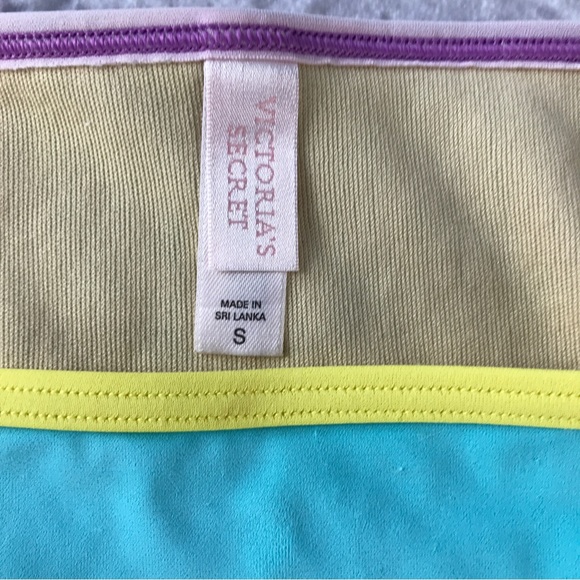 VICTORIA'S
SECRET
MADE IN
SRI LANKA
S